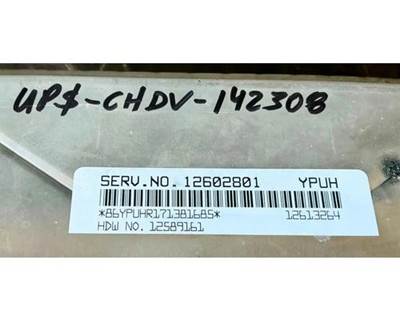 UP$-CHDV-142308
SERV.NO. 12602801 YPUH
*86YPUHR171381685* 12613264
HDW NO. 12589161